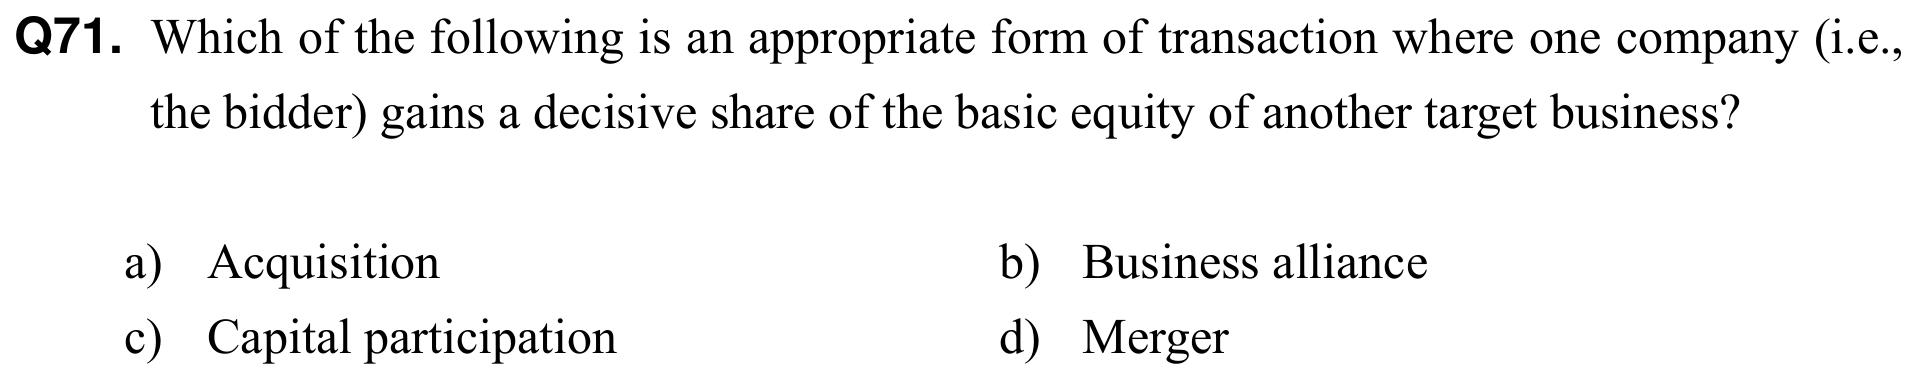 Q71. Which of the following is an appropriate form of transaction where one company (i.e.,
the bidder) gains a decisive share of the basic equity of another target business?
a) Acquisition b) Business alliance
c) Capital participation d) Merger